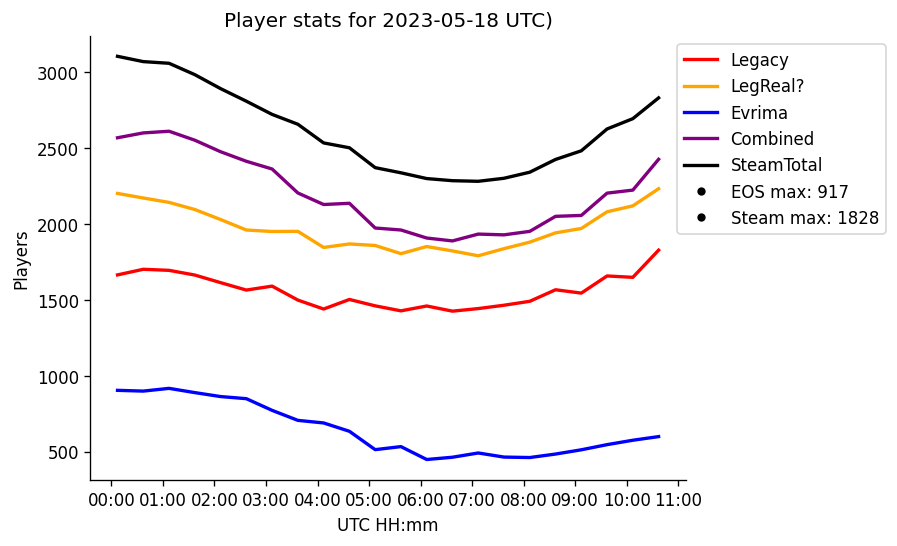 Player stats for 2023-05-18 UTC)
Legacy
LegReal?
Evrima
Combined
SteamTotal
EOS max: 917
Steam max: 1828
Players
3000
2500
2000
1500
1000
500
00:00 01:00 02:00 03:00 04:00 05:00 06:00 07:00 08:00 09:00 10:00 11:00
UTC HH:mm